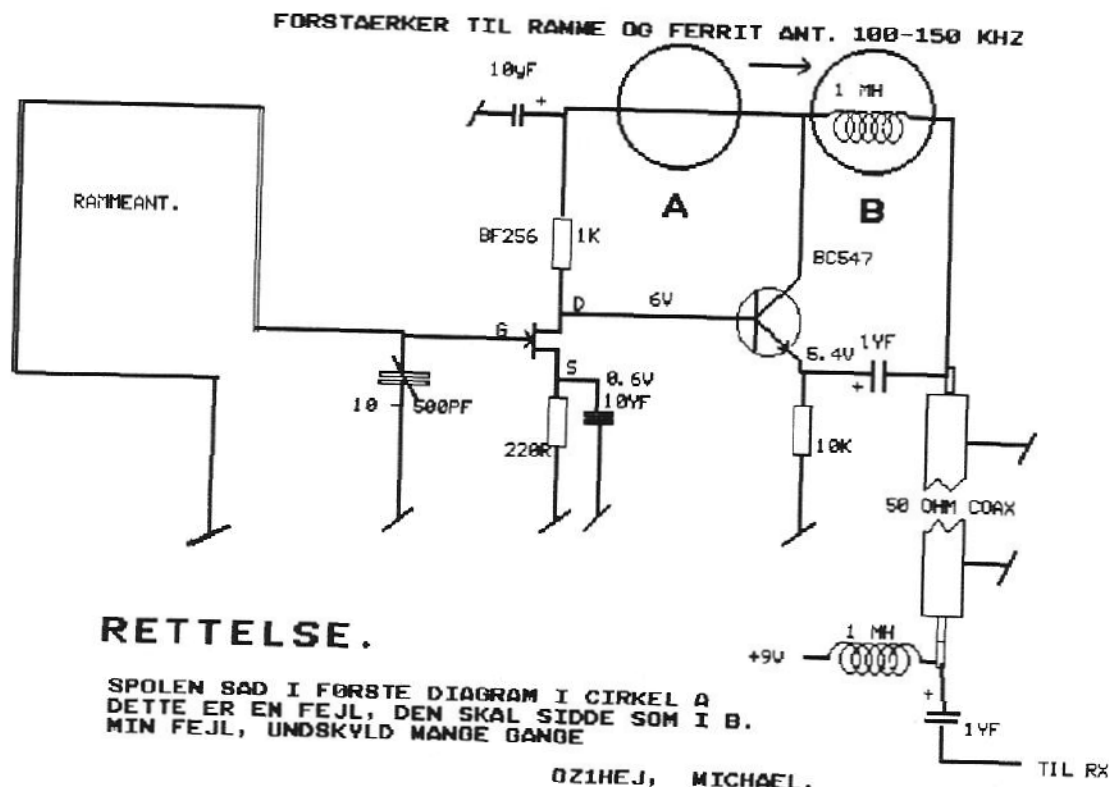 FORSTAERKER TIL RAMME OG FERRIT ANT. 100-150 KHZ
10yF
+
1 MH
A
B
RAMMEANT.
BF256
1K
BC547
D
6V
G
S
0.6V
10YF
5.4V
1YF
+
10 - 500PF
220R
10K
50 OHM COAX
1 MH
+9V
+
1YF
TIL RX
RETTELSE.
SPOLEN SAD I FØRSTE DIAGRAM I CIRKEL A
DETTE ER EN FEJL, DEN SKAL SIDDE SOM I B.
MIN FEJL, UNDSKYLD MANGE GANGE
OZ1HEJ, MICHAEL.